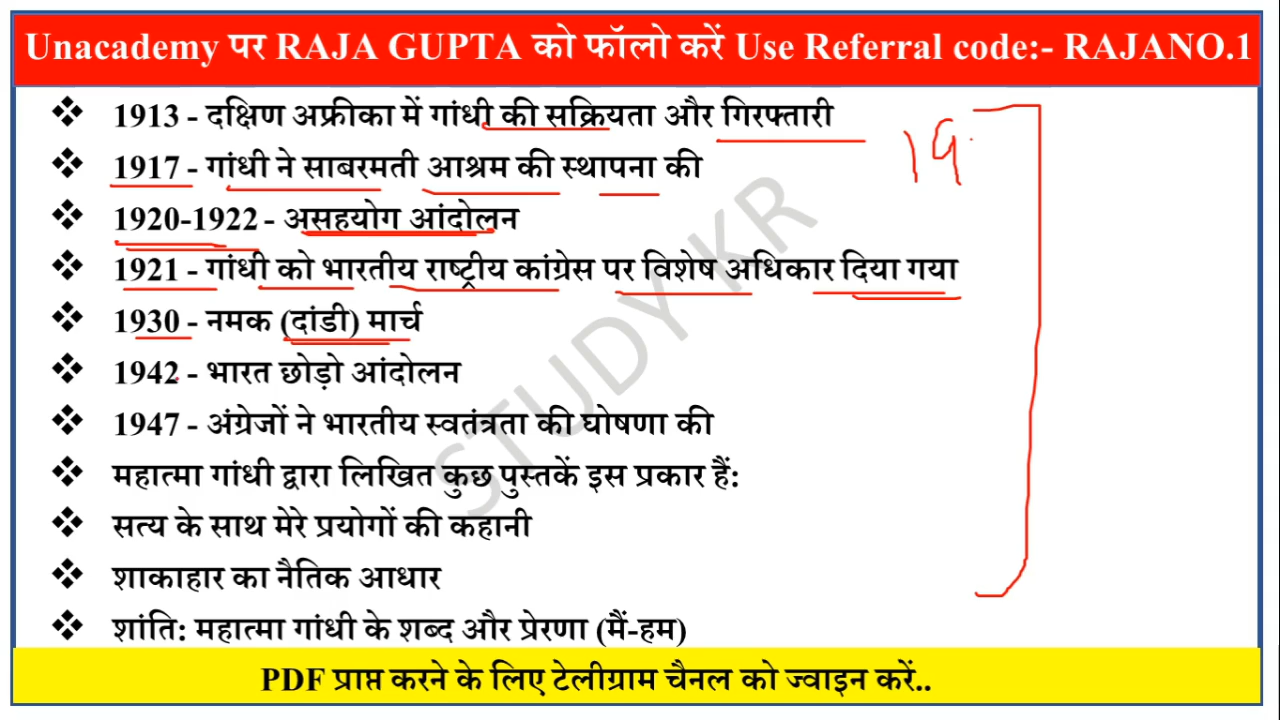 Unacademy पर RAJA GUPTA को फॉलो करें Use Referral code:- RAJANO.1
❖ 1913 - दक्षिण अफ्रीका में गांधी की सक्रियता और गिरफ्तारी
❖ 1917 - गांधी ने साबरमती आश्रम की स्थापना की
❖ 1920-1922 - असहयोग आंदोलन
❖ 1921 - गांधी को भारतीय राष्ट्रीय कांग्रेस पर विशेष अधिकार दिया गया
❖ 1930 - नमक (दांडी) मार्च
❖ 1942 - भारत छोड़ो आंदोलन
❖ 1947 - अंग्रेजों ने भारतीय स्वतंत्रता की घोषणा की
❖ महात्मा गांधी द्वारा लिखित कुछ पुस्तकें इस प्रकार हैं:
❖ सत्य के साथ मेरे प्रयोगों की कहानी
❖ शाकाहार का नैतिक आधार
❖ शांति: महात्मा गांधी के शब्द और प्रेरणा (मैं-हम)
19
STUDY KR
PDF प्राप्त करने के लिए टेलीग्राम चैनल को ज्वाइन करें..